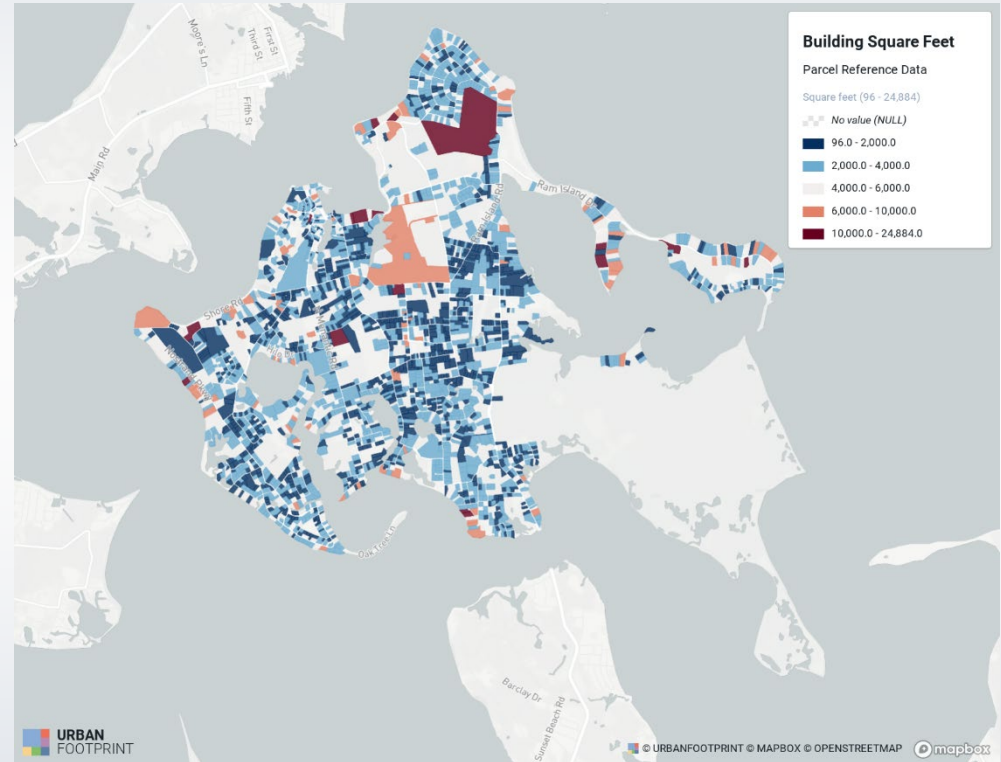 Building Square Feet
Parcel Reference Data
Square feet (96 - 24,884)
No value (NULL)
96.0 - 2,000.0
2,000.0 - 4,000.0
4,000.0 - 6,000.0
6,000.0 - 10,000.0
10,000.0 - 24,884.0
Moore's Ln
First St
Third St
Fifth St
Main Rd
Ram Island Dr
Shore Rd
Oak Tree Ln
Barclay Dr
Sunset Beach Rd
URBAN
FOOTPRINT
© URBANFOOTPRINT © MAPBOX © OPENSTREETMAP
mapbox